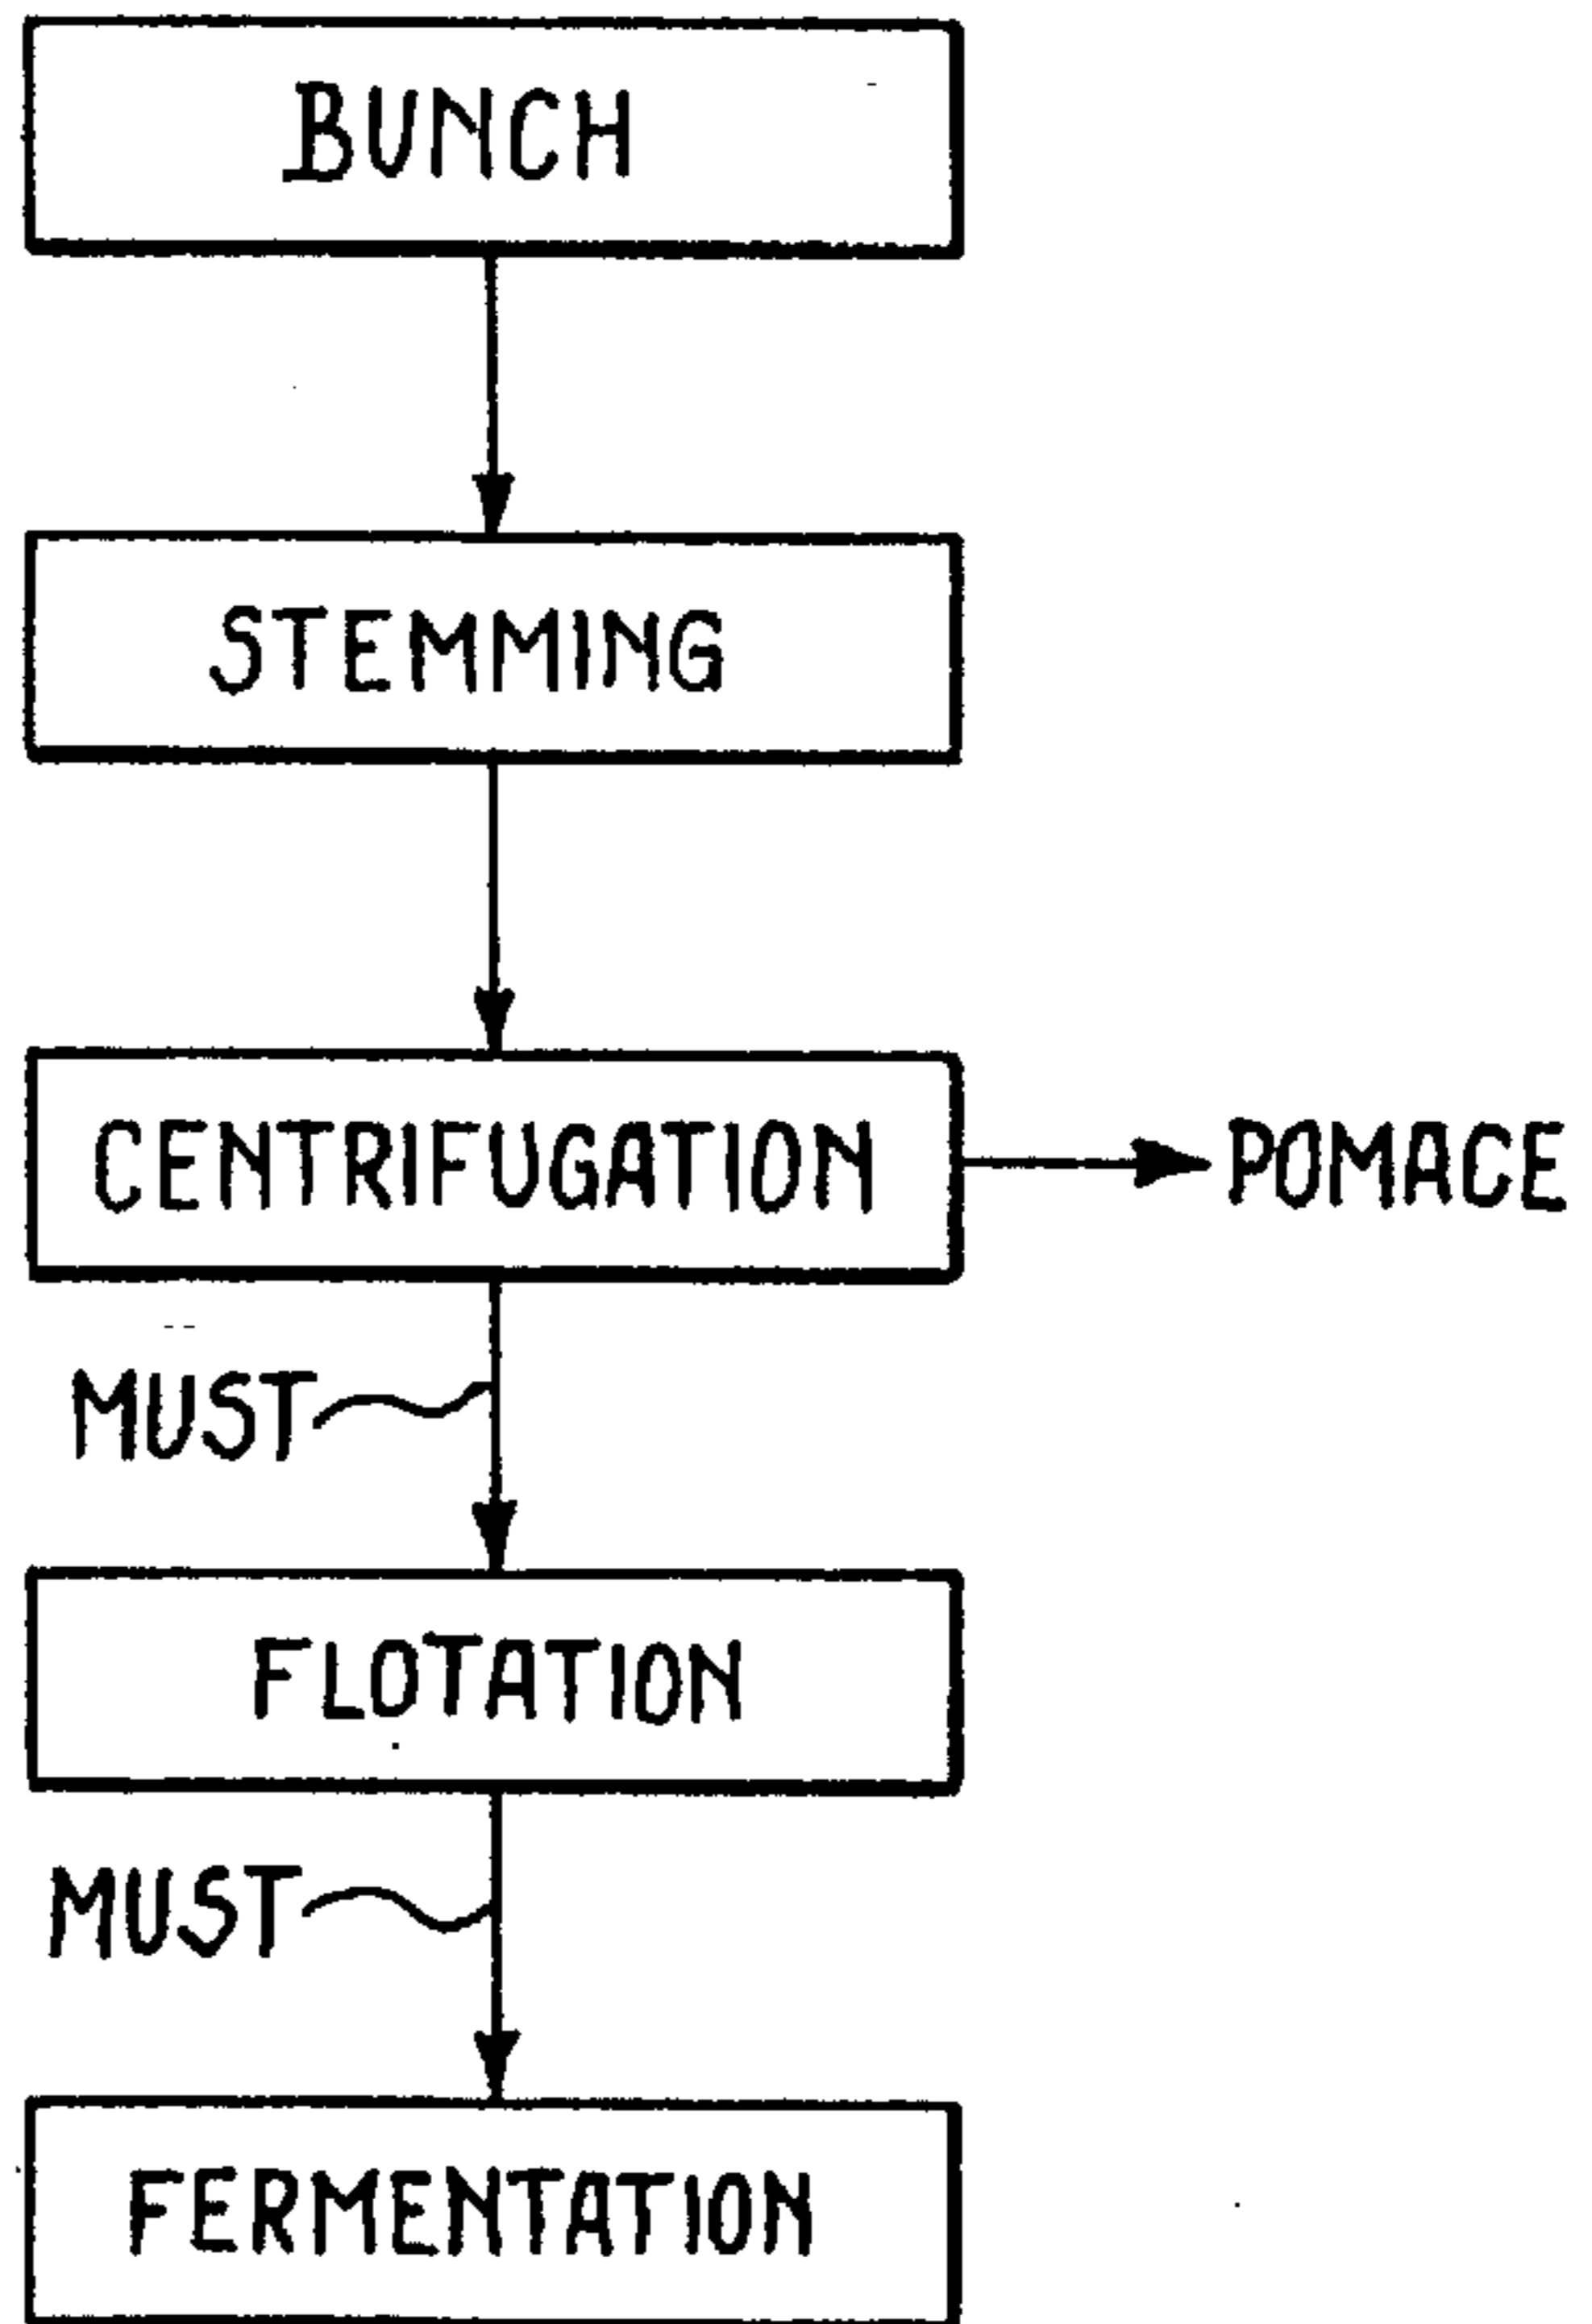 BUNCH
STEMMING
CENTRIFUGATION
POMACE
MUST
FLOTATION
MUST
FERMENTATION